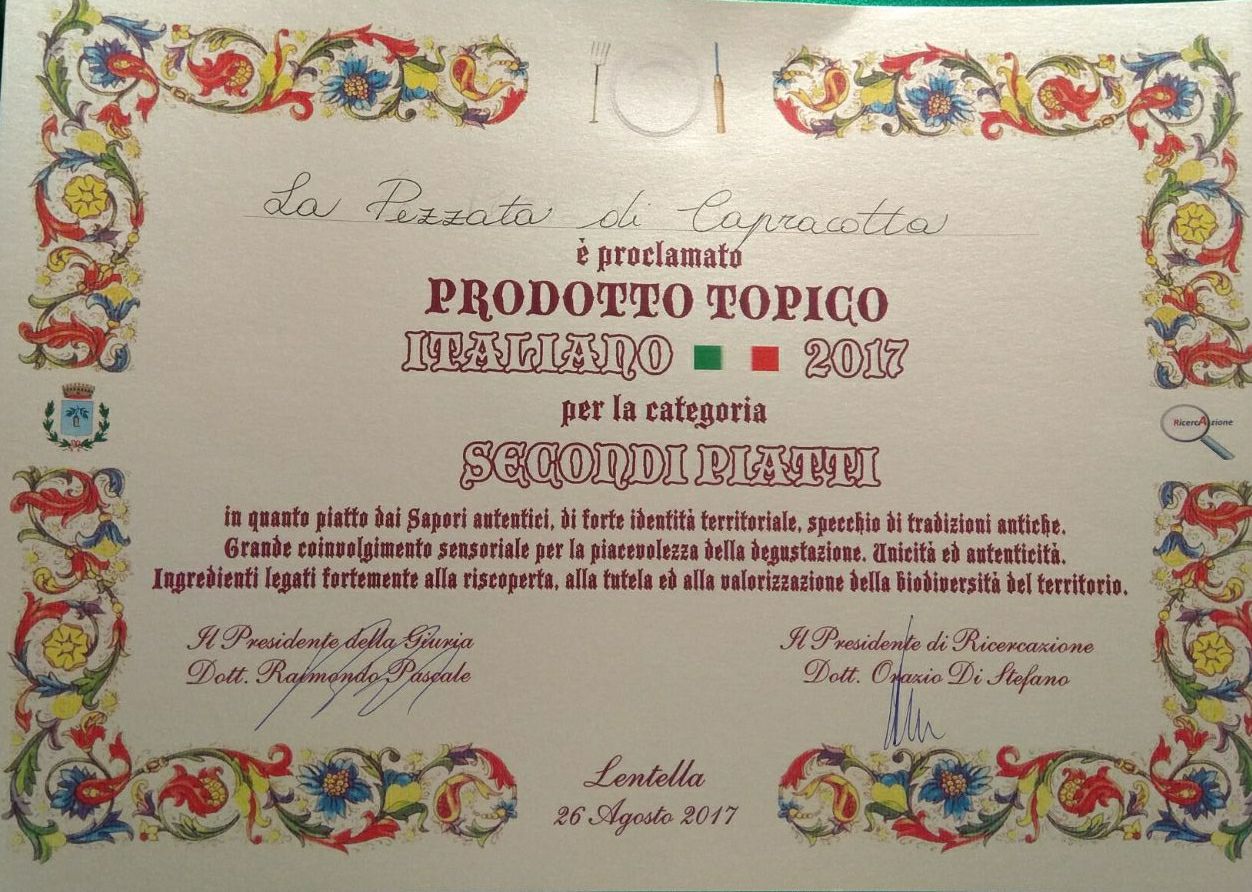 La Pezzata di Capracotta
è proclamato
PRODOTTO TOPICO
ITALIANO 2017
per la categoria
SECONDI PIATTI
in quanto piatto dai Sapori autentici, di forte identità territoriale, specchio di tradizioni antiche.
Grande coinvolgimento sensoriale per la piacevolezza della degustazione. Unicità ed autenticità.
Ingredienti legati fortemente alla riscoperta, alla tutela ed alla valorizzazione della biodiversità del territorio.
RicercAzione
Il Presidente della Giuria
Dott. Raimondo Pascale
Il Presidente di Ricercazione
Dott. Orazio Di Stefano
Lentella
26 Agosto 2017